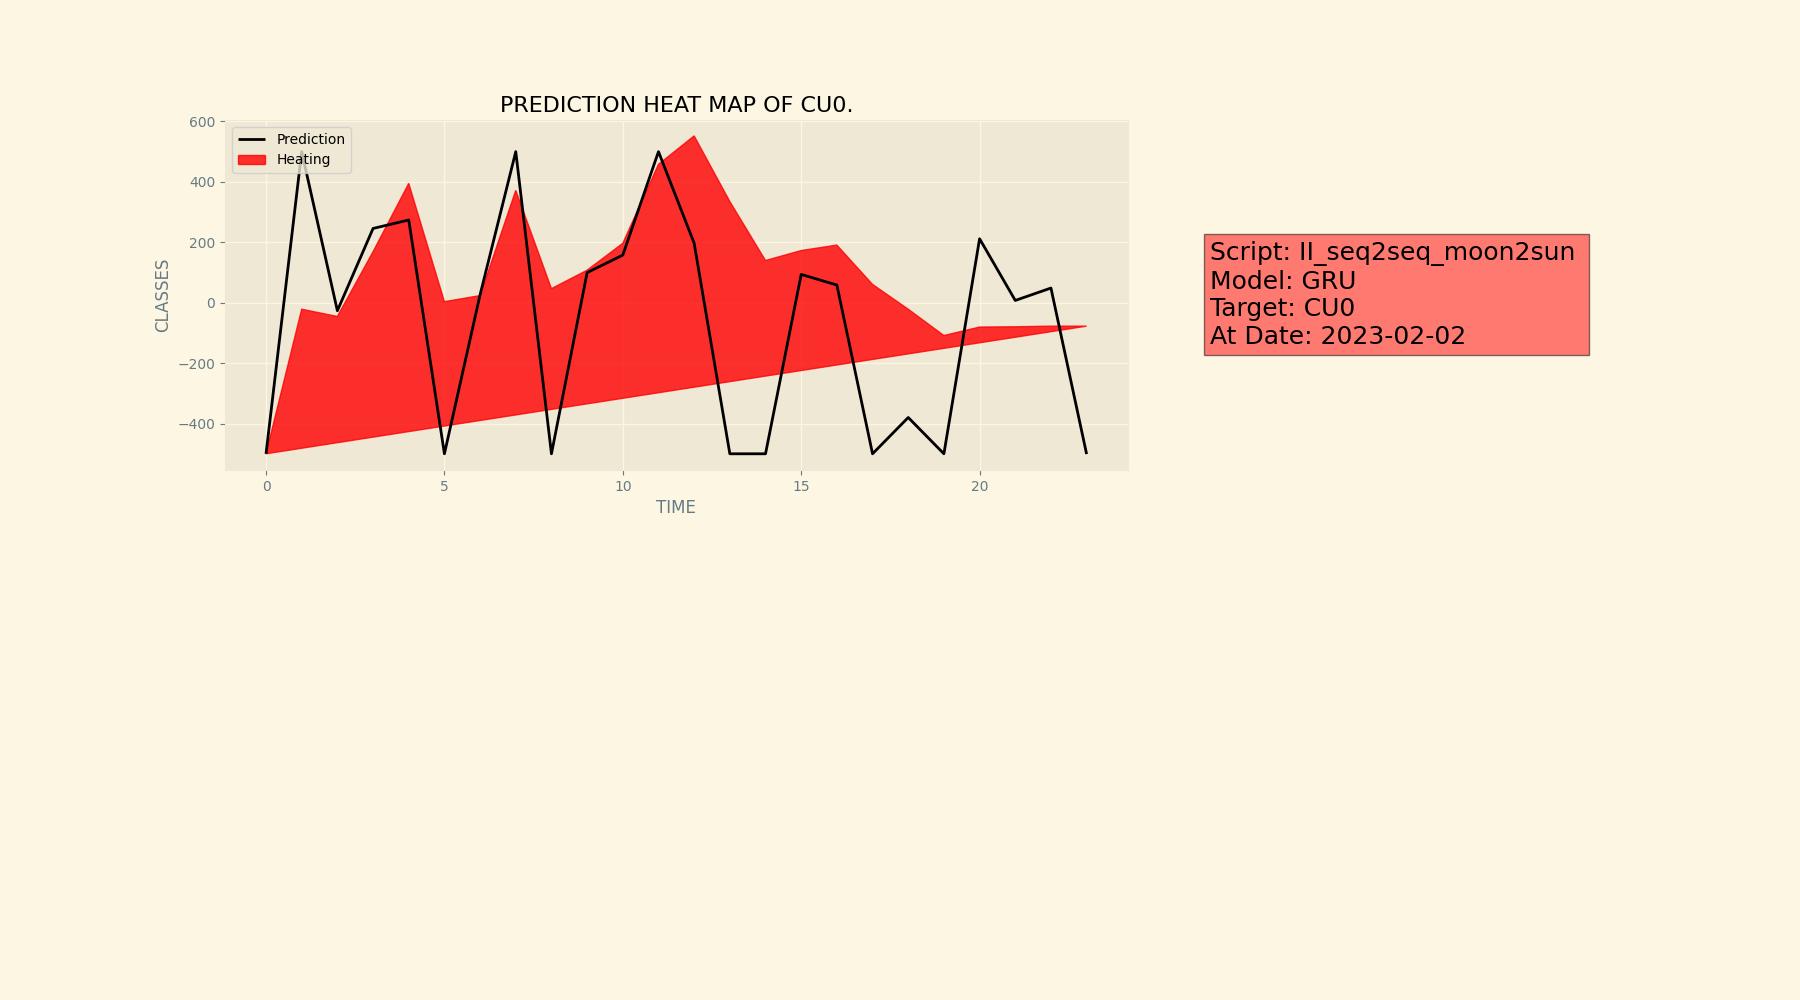 PREDICTION HEAT MAP OF CU0.
Prediction
Heating
600
400
200
0
−200
−400
CLASSES
0 5 10 15 20
TIME
Script: II_seq2seq_moon2sun
Model: GRU
Target: CU0
At Date: 2023-02-02